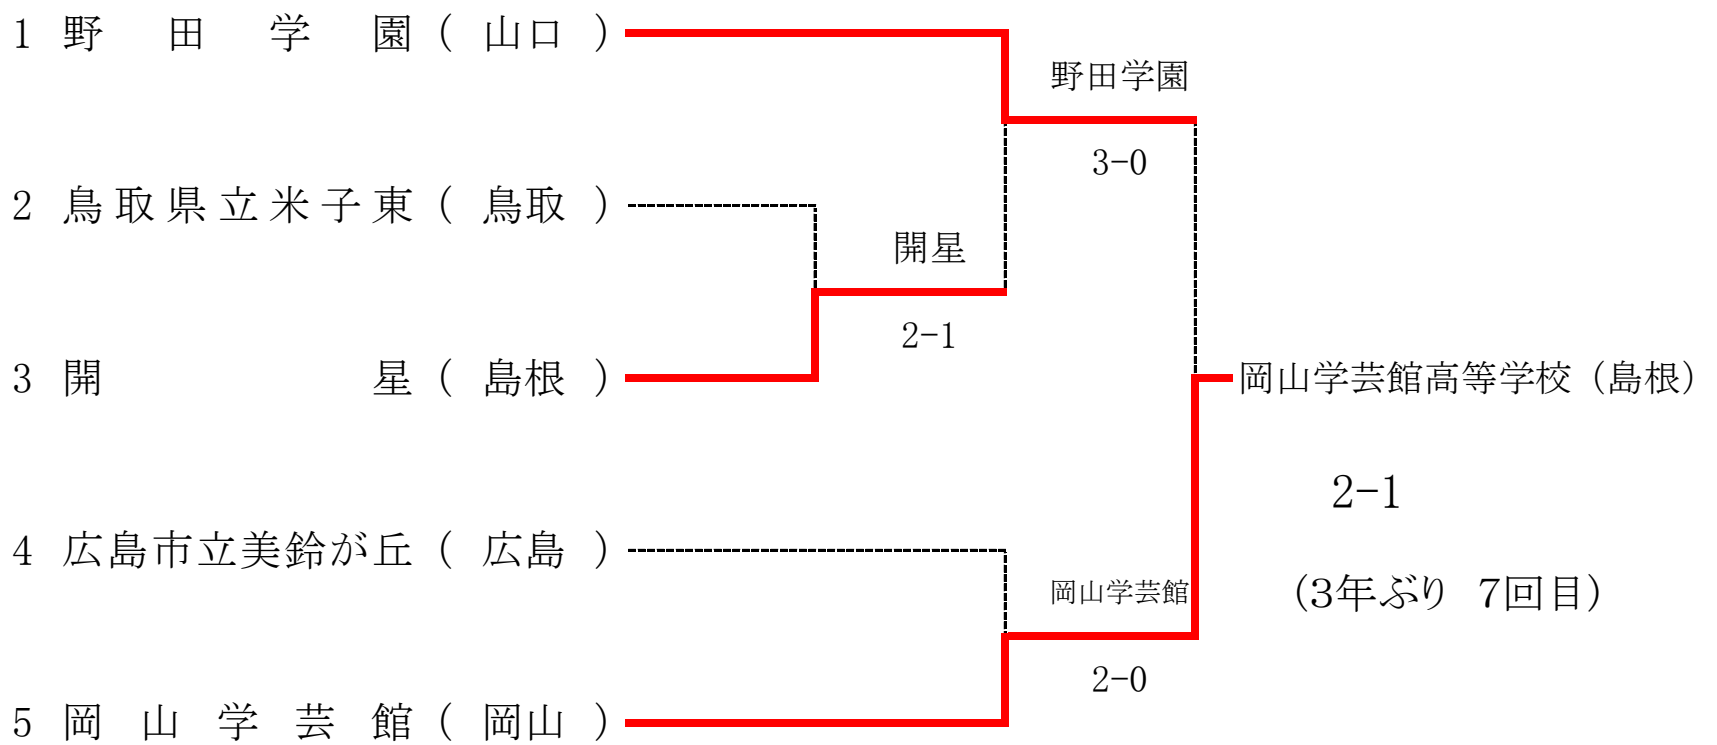 1 野田学園（山口）
野田学園
3-0
2 鳥取県立米子東（鳥取）
開星
2-1
3 開星（島根）
岡山学芸館高等学校（島根）
2-1
4 広島市立美鈴が丘（広島）
岡山学芸館
（3年ぶり　7回目）
2-0
5 岡山学芸館（岡山）